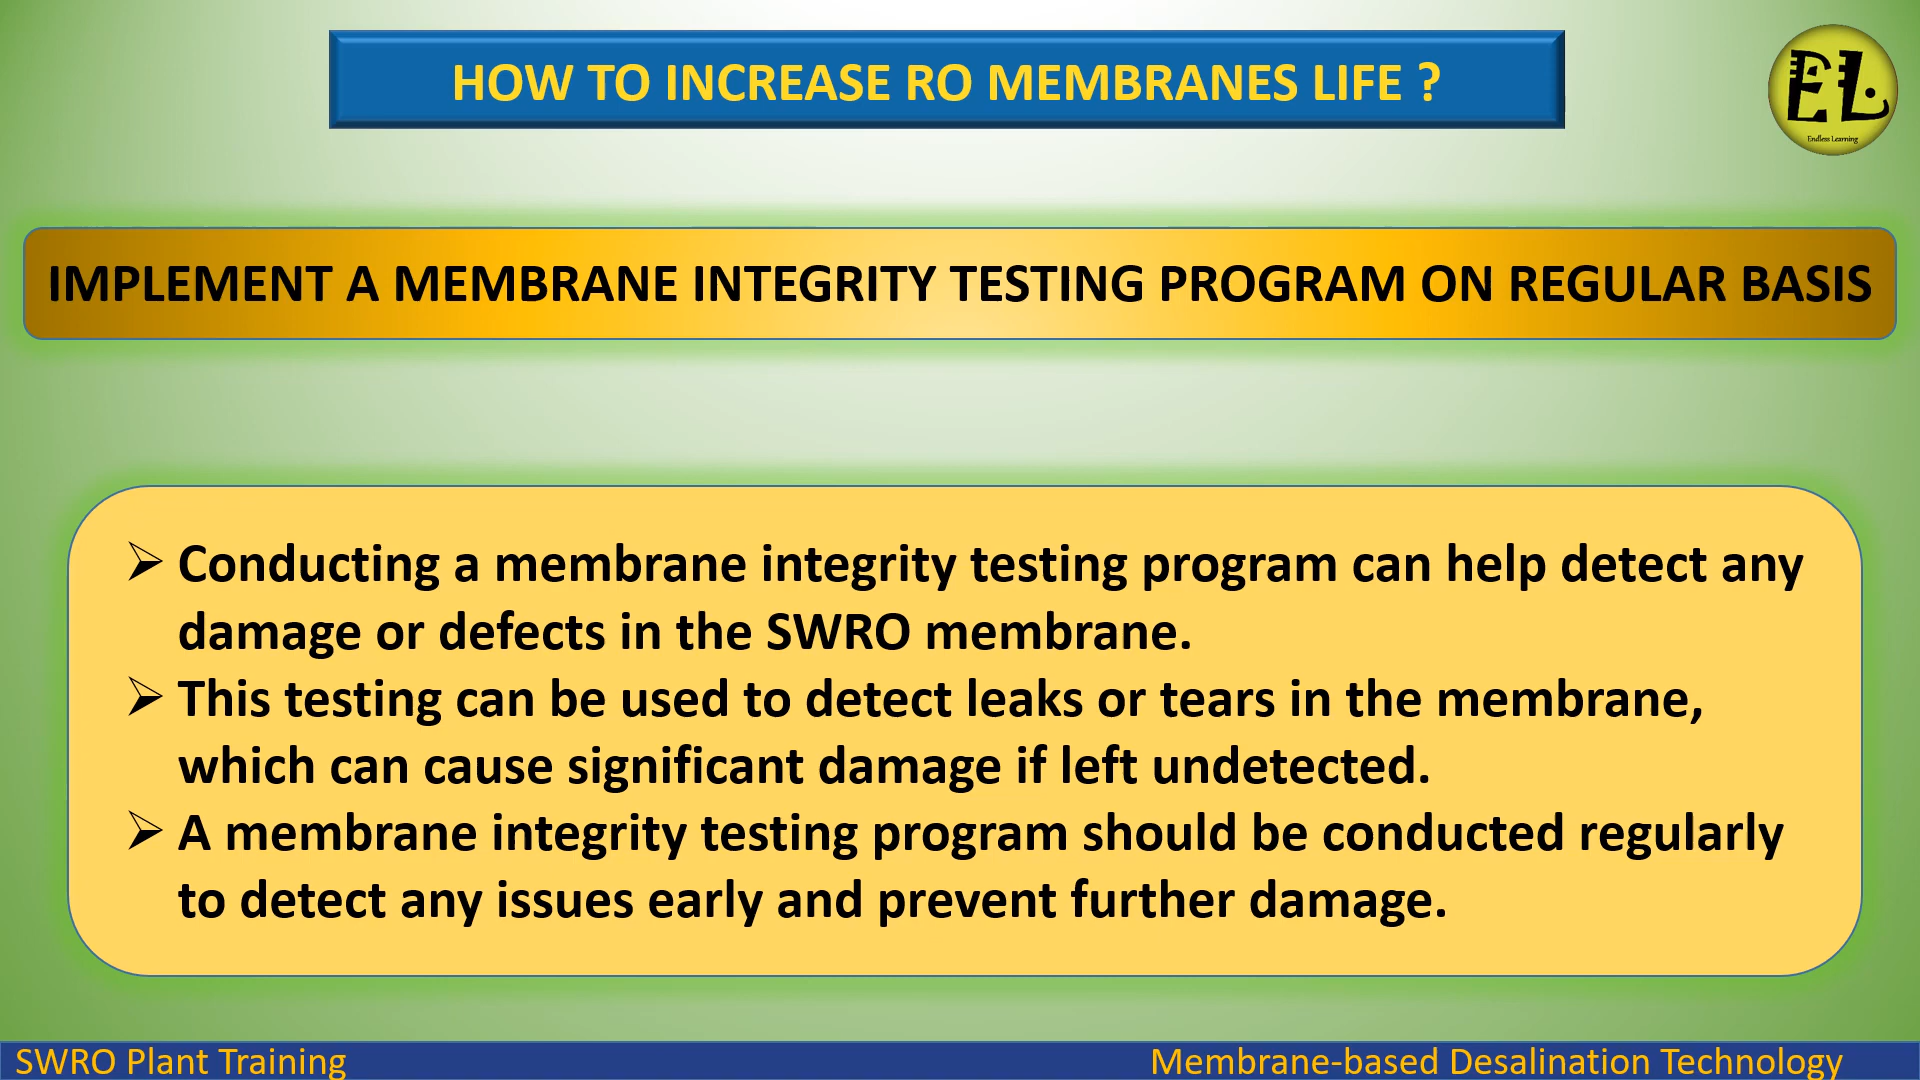 HOW TO INCREASE RO MEMBRANES LIFE ?
EL
Endless Learning
IMPLEMENT A MEMBRANE INTEGRITY TESTING PROGRAM ON REGULAR BASIS
➢ Conducting a membrane integrity testing program can help detect any
damage or defects in the SWRO membrane.
➢ This testing can be used to detect leaks or tears in the membrane,
which can cause significant damage if left undetected.
➢ A membrane integrity testing program should be conducted regularly
to detect any issues early and prevent further damage.
SWRO Plant Training
Membrane-based Desalination Technology